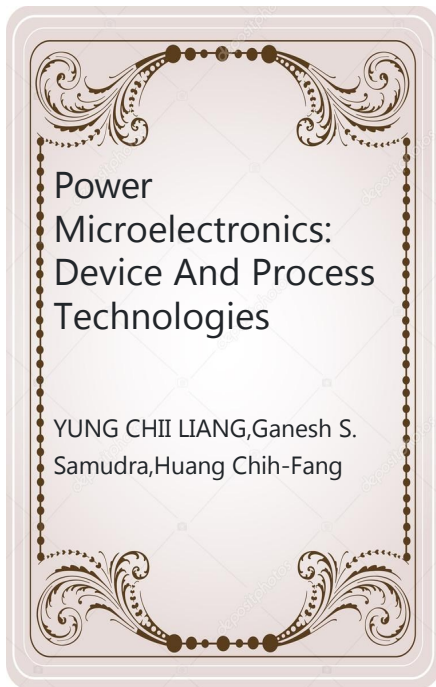 Power
Microelectronics:
Device And Process
Technologies
YUNG CHII LIANG,Ganesh S.
Samudra,Huang Chih-Fang